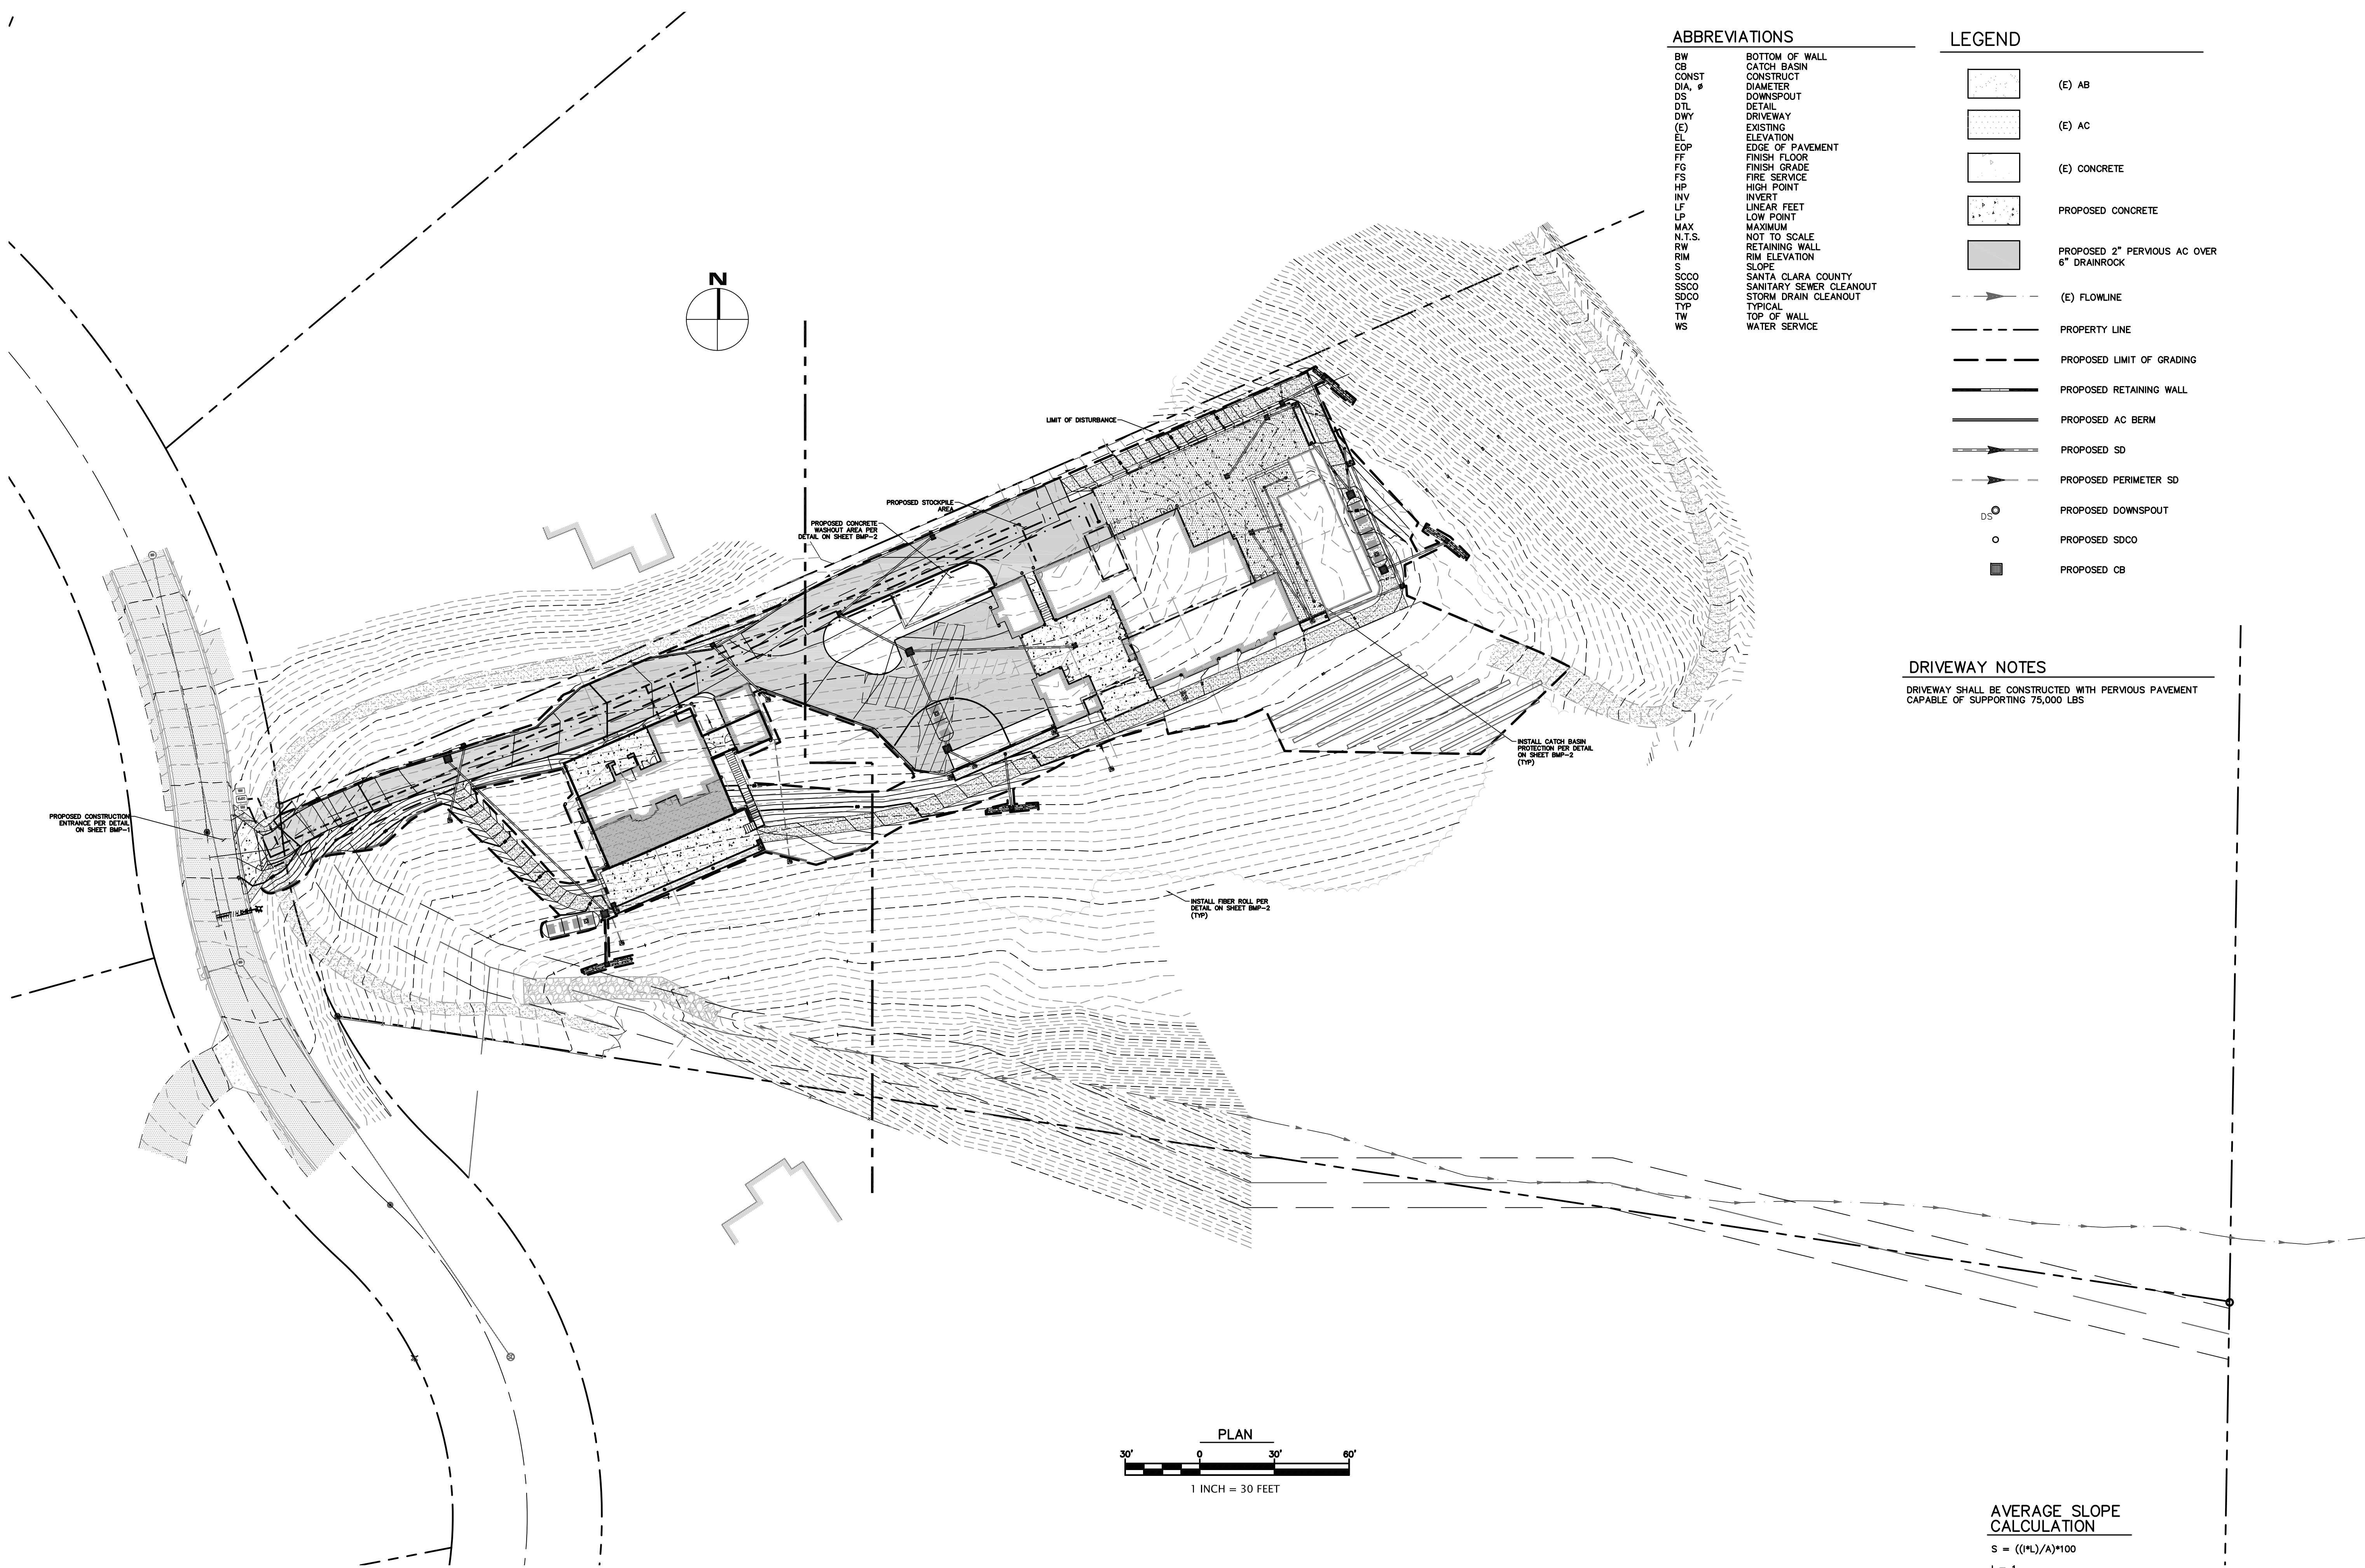 ABBREVIATIONS
BW BOTTOM OF WALL
CB CATCH BASIN
CONST CONSTRUCT
DIA, ø DIAMETER
DS DOWNSPOUT
DTL DETAIL
DWY DRIVEWAY
(E) EXISTING
EL ELEVATION
EOP EDGE OF PAVEMENT
FF FINISH FLOOR
FG FINISH GRADE
FS FIRE SERVICE
HP HIGH POINT
INV INVERT
LF LINEAR FEET
LP LOW POINT
MAX MAXIMUM
N.T.S. NOT TO SCALE
RW RETAINING WALL
RIM RIM ELEVATION
S SLOPE
SCCO SANTA CLARA COUNTY
SSCO SANITARY SEWER CLEANOUT
SDCO STORM DRAIN CLEANOUT
TYP TYPICAL
TW TOP OF WALL
WS WATER SERVICE
LEGEND
(E) AB
(E) AC
(E) CONCRETE
PROPOSED CONCRETE
PROPOSED 2" PERVIOUS AC OVER
6" DRAINROCK
(E) FLOWLINE
PROPERTY LINE
PROPOSED LIMIT OF GRADING
PROPOSED RETAINING WALL
PROPOSED AC BERM
PROPOSED SD
PROPOSED PERIMETER SD
DS PROPOSED DOWNSPOUT
PROPOSED SDCO
PROPOSED CB
N
LIMIT OF DISTURBANCE
PROPOSED STOCKPILE
AREA
PROPOSED CONCRETE
WASHOUT AREA PER
DETAIL ON SHEET BMP-2
DRIVEWAY NOTES
DRIVEWAY SHALL BE CONSTRUCTED WITH PERVIOUS PAVEMENT
CAPABLE OF SUPPORTING 75,000 LBS
INSTALL CATCH BASIN
PROTECTION PER DETAIL
ON SHEET BMP-2
(TYP)
PROPOSED CONSTRUCTION
ENTRANCE PER DETAIL
ON SHEET BMP-1
INSTALL FIBER ROLL PER
DETAIL ON SHEET BMP-2
(TYP)
PLAN
30' 0 30' 60'
1 INCH = 30 FEET
AVERAGE SLOPE
CALCULATION
S = ((I*L)/A)*100